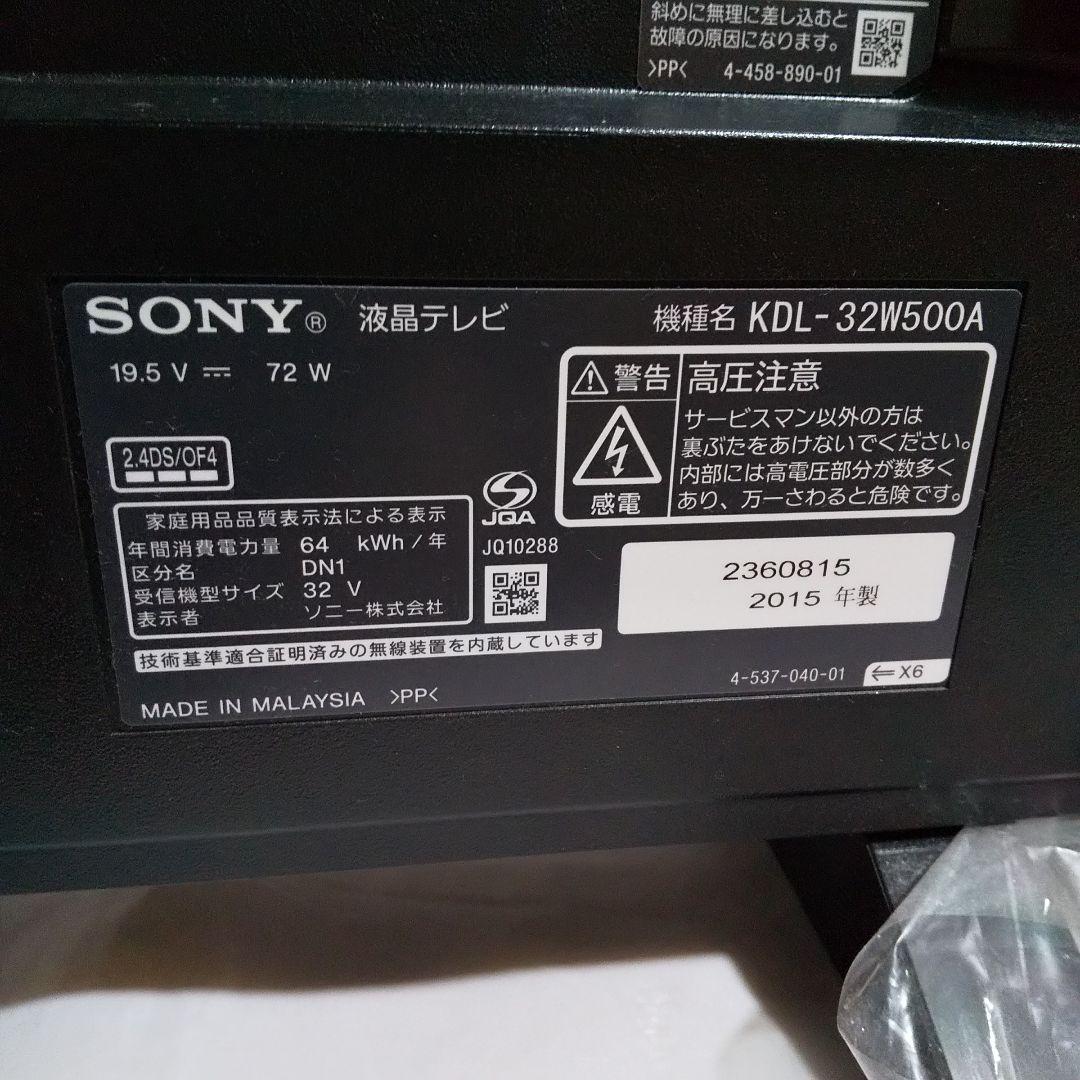 斜めに無理に差し込むと
故障の原因になります。
>PP< 4-458-890-01
SONY® 液晶テレビ 機種名 KDL-32W500A
19.5 V ⎓ 72 W
警告 高圧注意
感電
サービスマン以外の方は
裏ぶたをあけないでください。
内部には高電圧部分が数多く
あり、万一さわると危険です。
2.4DS/OF4
家庭用品品質表示法による表示
年間消費電力量 64 kWh/年
区分名 DN1
受信機型サイズ 32 V
表示者 ソニー株式会社
JQA
JQ10288
2360815
2015 年製
技術基準適合証明済みの無線装置を内蔵しています
4-537-040-01 ⇐X6
MADE IN MALAYSIA >PP<